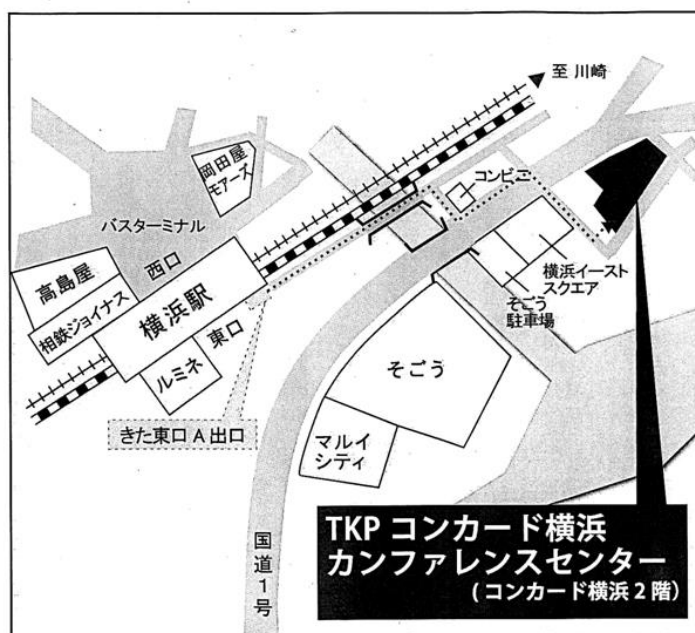 至 川崎
岡田屋
モアーズ
コンビニ
バスターミナル
西口
高島屋
相鉄ジョイナス
横浜駅
東口
ルミネ
横浜イースト
スクエア
そごう
駐車場
そごう
きた東口 A 出口
マルイ
シティ
国道1号
TKP コンカード横浜
カンファレンスセンター
(コンカード横浜 2 階)